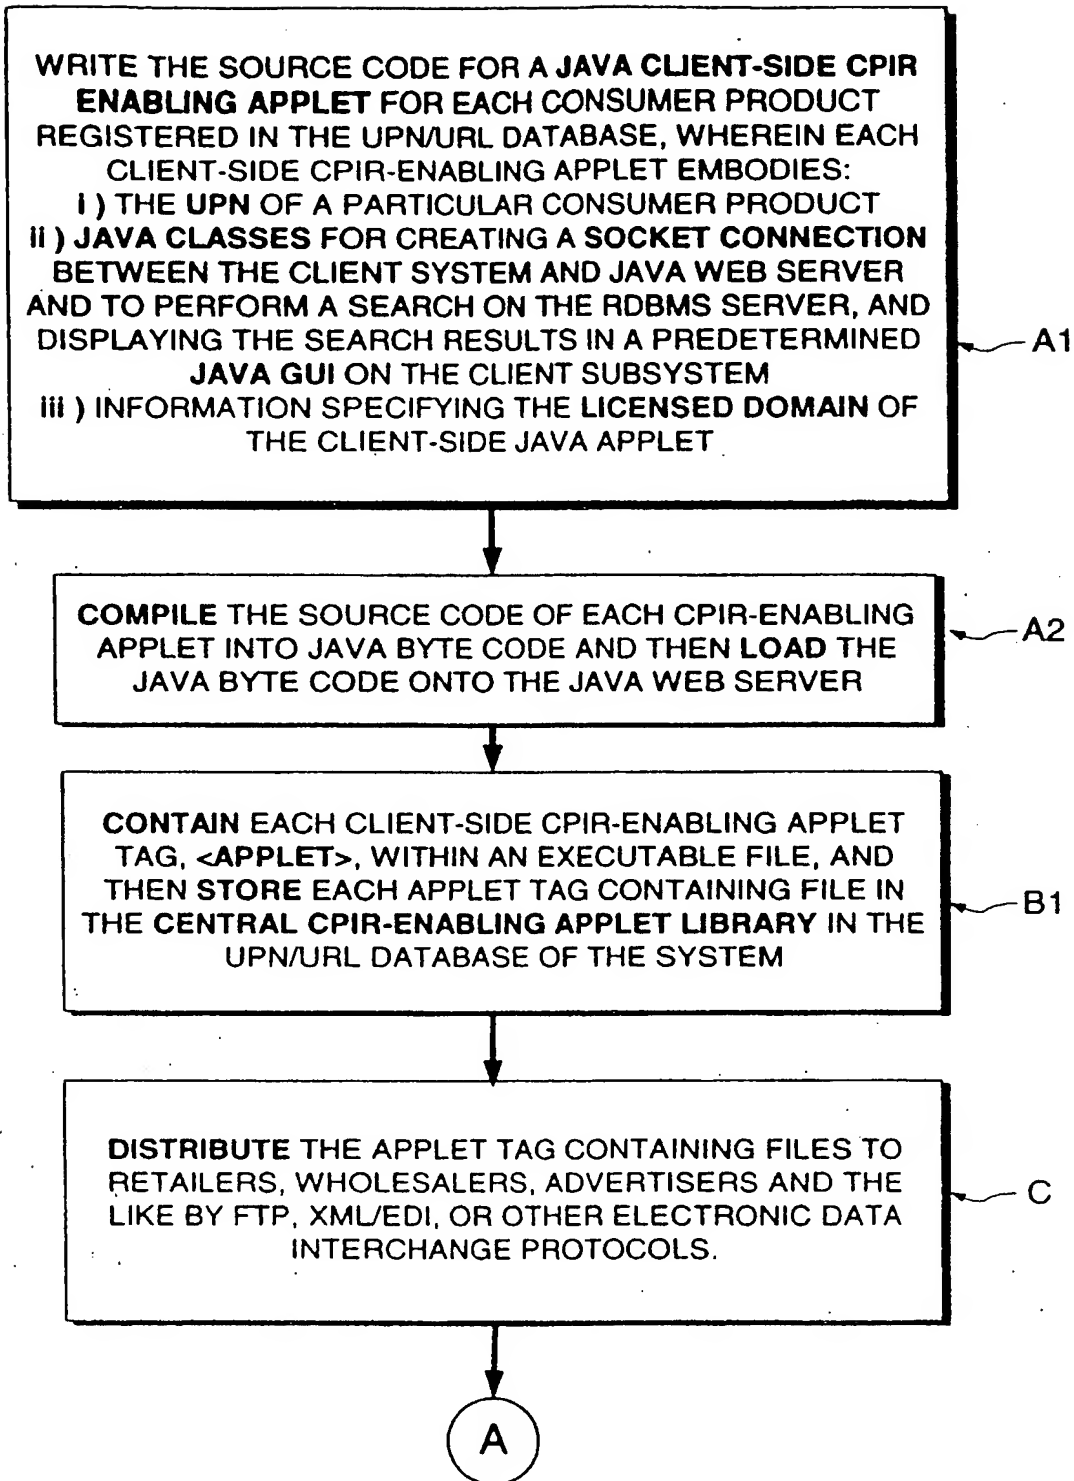 WRITE THE SOURCE CODE FOR A JAVA CLIENT-SIDE CPIR
ENABLING APPLET FOR EACH CONSUMER PRODUCT
REGISTERED IN THE UPN/URL DATABASE, WHEREIN EACH
CLIENT-SIDE CPIR-ENABLING APPLET EMBODIES:
i ) THE UPN OF A PARTICULAR CONSUMER PRODUCT
ii ) JAVA CLASSES FOR CREATING A SOCKET CONNECTION
BETWEEN THE CLIENT SYSTEM AND JAVA WEB SERVER
AND TO PERFORM A SEARCH ON THE RDBMS SERVER, AND
DISPLAYING THE SEARCH RESULTS IN A PREDETERMINED
JAVA GUI ON THE CLIENT SUBSYSTEM
iii ) INFORMATION SPECIFYING THE LICENSED DOMAIN OF
THE CLIENT-SIDE JAVA APPLET
A1
COMPILE THE SOURCE CODE OF EACH CPIR-ENABLING
APPLET INTO JAVA BYTE CODE AND THEN LOAD THE
JAVA BYTE CODE ONTO THE JAVA WEB SERVER
A2
CONTAIN EACH CLIENT-SIDE CPIR-ENABLING APPLET
TAG, <APPLET>, WITHIN AN EXECUTABLE FILE, AND
THEN STORE EACH APPLET TAG CONTAINING FILE IN
THE CENTRAL CPIR-ENABLING APPLET LIBRARY IN THE
UPN/URL DATABASE OF THE SYSTEM
B1
DISTRIBUTE THE APPLET TAG CONTAINING FILES TO
RETAILERS, WHOLESALERS, ADVERTISERS AND THE
LIKE BY FTP, XML/EDI, OR OTHER ELECTRONIC DATA
INTERCHANGE PROTOCOLS.
C
A